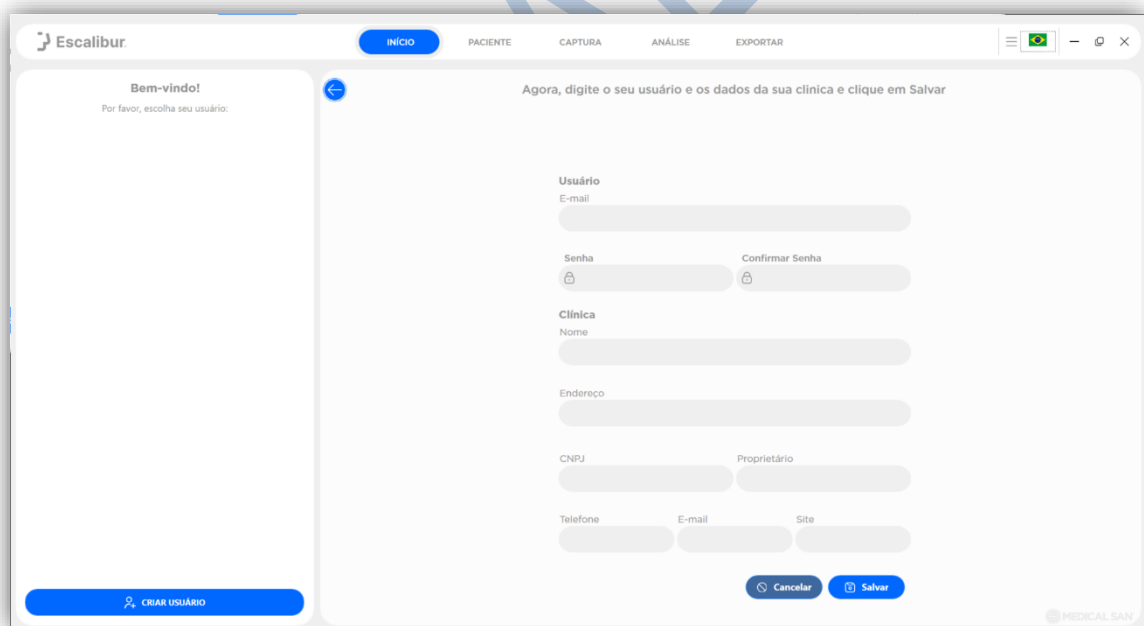 Escalibur
INÍCIO PACIENTE CAPTURA ANÁLISE EXPORTAR
Bem-vindo!
Por favor, escolha seu usuário:
Agora, digite o seu usuário e os dados da sua clinica e clique em Salvar
Usuário
E-mail
Senha Confirmar Senha
Clínica
Nome
Endereço
CNPJ Proprietário
Telefone E-mail Site
Cancelar Salvar
CRIAR USUÁRIO
MEDICAL SAN